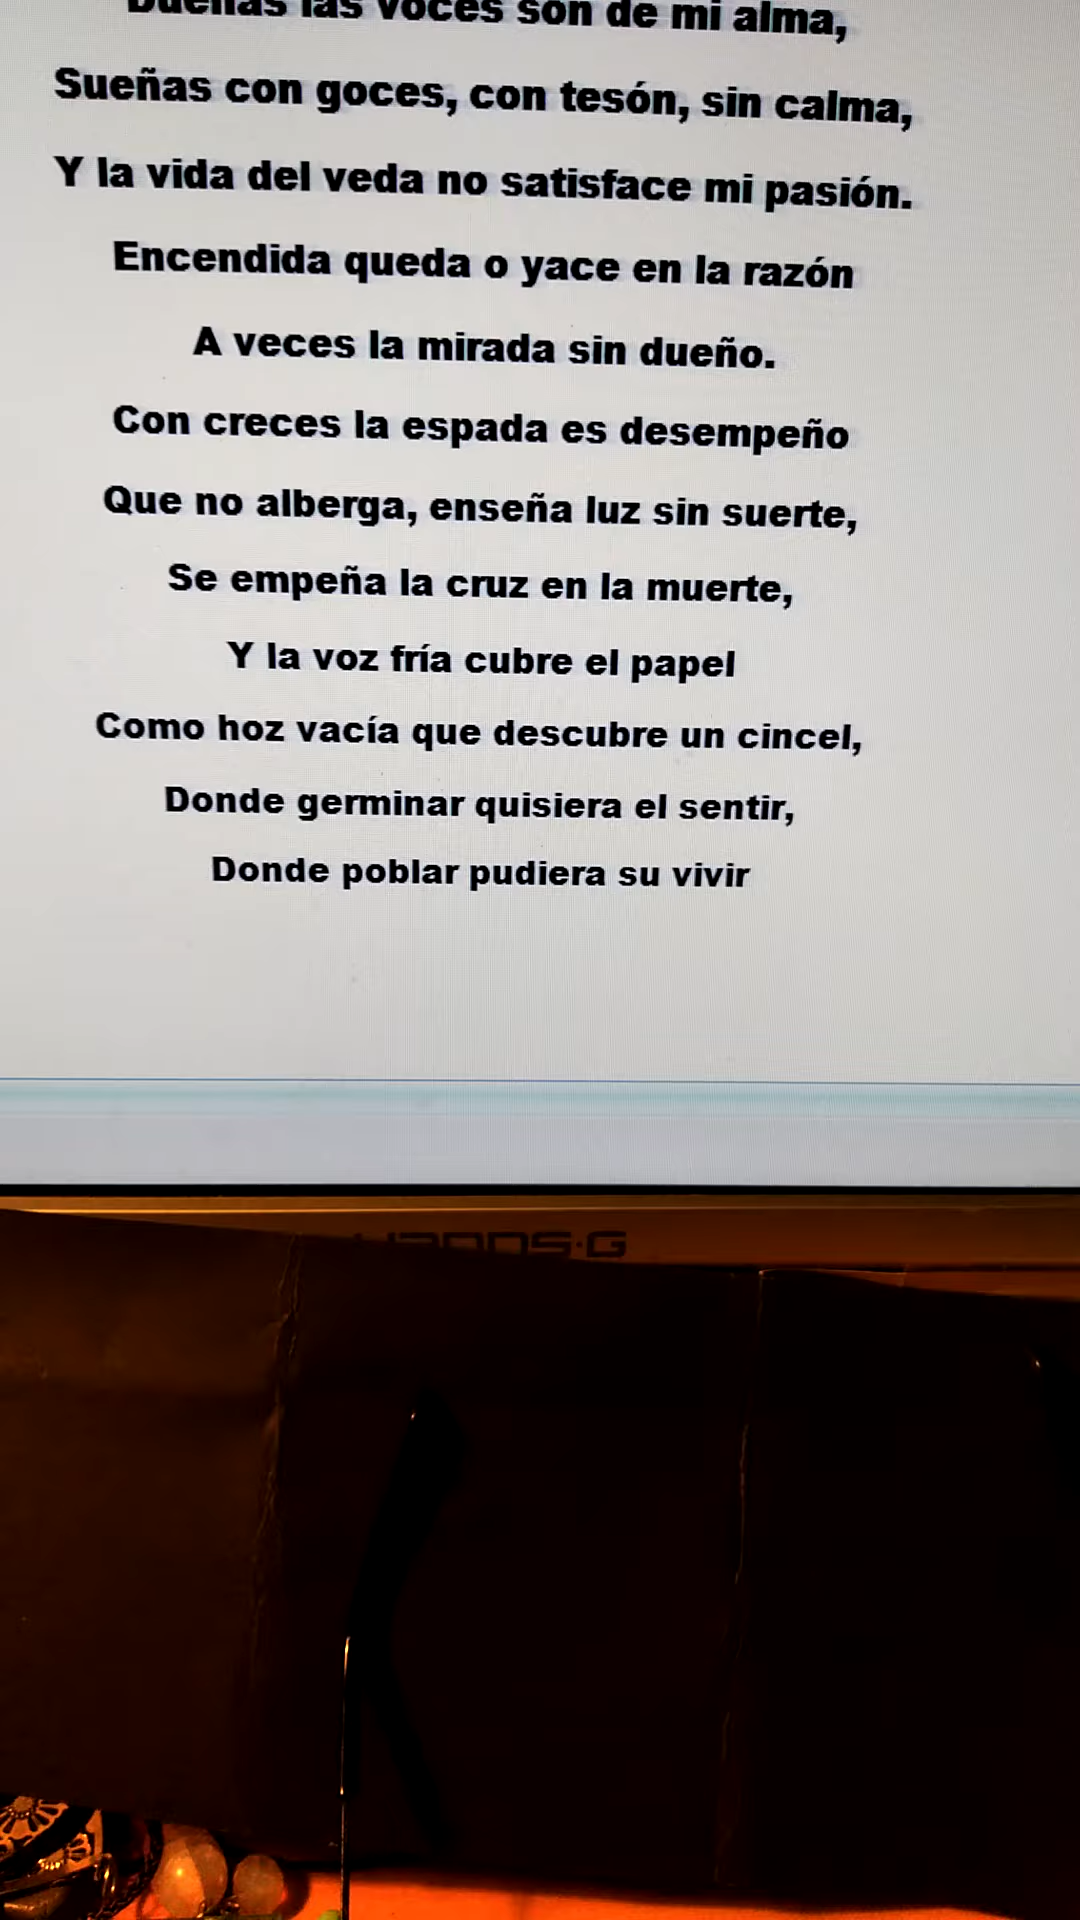 Dueñas las voces son de mi alma,
Sueñas con goces, con tesón, sin calma,
Y la vida del veda no satisface mi pasión.
Encendida queda o yace en la razón
A veces la mirada sin dueño.
Con creces la espada es desempeño
Que no alberga, enseña luz sin suerte,
Se empeña la cruz en la muerte,
Y la voz fría cubre el papel
Como hoz vacía que descubre un cincel,
Donde germinar quisiera el sentir,
Donde poblar pudiera su vivir